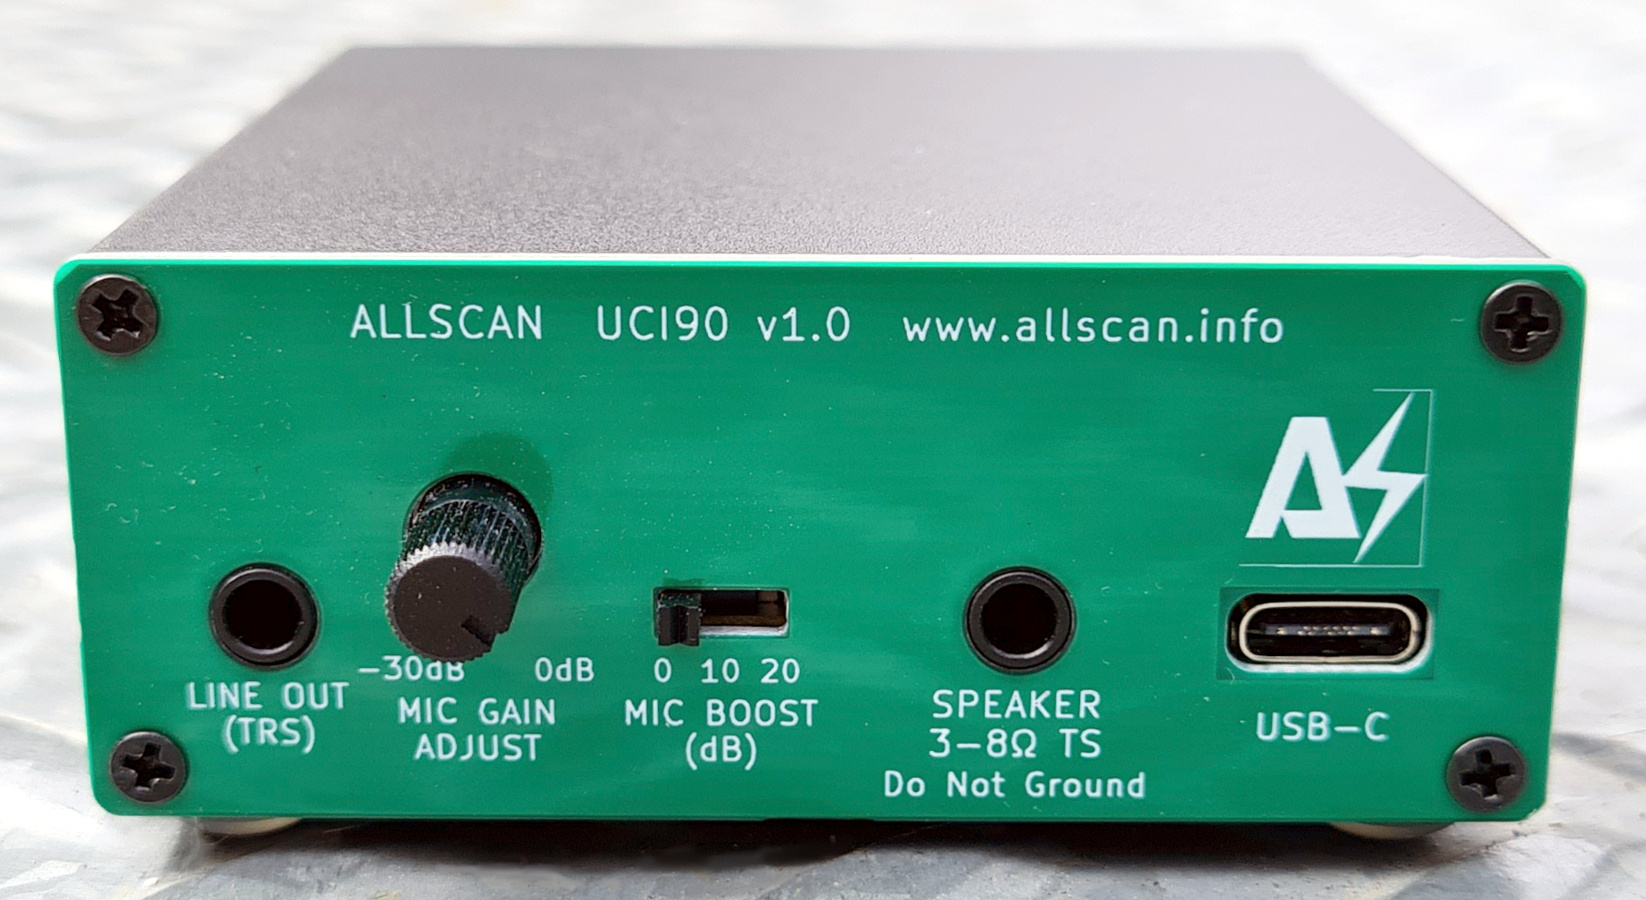 ALLSCAN UCI90 v1.0 www.allscan.info
AS
-30dB 0dB
0 10 20
LINE OUT
(TRS)
MIC GAIN
ADJUST
MIC BOOST
(dB)
SPEAKER
3-8Ω TS
Do Not Ground
USB-C